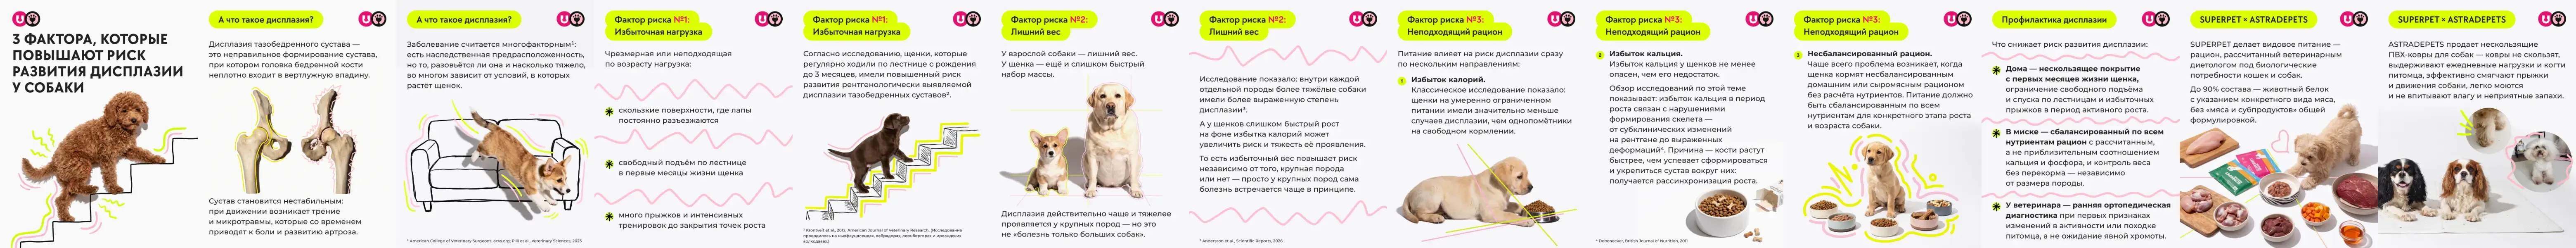 3 ФАКТОРА, КОТОРЫЕ
ПОВЫШАЮТ РИСК
РАЗВИТИЯ ДИСПЛАЗИИ
У СОБАКИ
А что такое дисплазия?
Дисплазия тазобедренного сустава —
это неправильное формирование сустава,
при котором головка бедренной кости
неплотно входит в вертлужную впадину.
Сустав становится нестабильным:
при движении возникает трение
и микротравмы, которые со временем
приводят к боли и развитию артроза.
А что такое дисплазия?
Заболевание считается многофакторным¹:
есть наследственная предрасположенность,
но то, разовьётся ли она и насколько тяжело,
во многом зависит от условий, в которых
растёт щенок.
Фактор риска №1:
Избыточная нагрузка
Чрезмерная или неподходящая
по возрасту нагрузка:
скользкие поверхности, где лапы
постоянно разъезжаются
свободный подъём по лестнице
в первые месяцы жизни щенка
много прыжков и интенсивных
тренировок до закрытия точек роста
Фактор риска №1:
Избыточная нагрузка
Согласно исследованию, щенки, которые
регулярно ходили по лестнице с рождения
до 3 месяцев, имели повышенный риск
развития рентгенологически выявляемой
дисплазии тазобедренных суставов².
Фактор риска №2:
Лишний вес
У взрослой собаки — лишний вес.
У щенка — ещё и слишком быстрый
набор массы.
Дисплазия действительно чаще и тяжелее
проявляется у крупных пород — но это
не «болезнь только больших собак».
Фактор риска №2:
Лишний вес
Исследование показало: внутри каждой
отдельной породы более тяжёлые собаки
имели более выраженную степень
дисплазии³.
А у щенков слишком быстрый рост
на фоне избытка калорий может
увеличить риск и тяжесть её проявления.
То есть избыточный вес повышает риск
независимо от того, крупная порода
или нет — просто у крупных пород сама
болезнь встречается чаще в принципе.
Фактор риска №3:
Неподходящий рацион
Питание влияет на риск дисплазии сразу
по нескольким направлениям:
1 Избыток калорий.
Классическое исследование показало:
щенки на умеренно ограниченном
питании имели значительно меньше
случаев дисплазии, чем однопомётники
на свободном кормлении.
Фактор риска №3:
Неподходящий рацион
2 Избыток кальция.
Избыток кальция у щенков не менее
опасен, чем его недостаток.
Обзор исследований по этой теме
показывает: избыток кальция в период
роста связан с нарушениями
формирования скелета —
от субклинических изменений
на рентгене до выраженных
деформаций⁴. Причина — кости растут
быстрее, чем успевает сформироваться
и укрепиться сустав вокруг них:
получается рассинхронизация роста.
Фактор риска №3:
Неподходящий рацион
3 Несбалансированный рацион.
Чаще всего проблема возникает, когда
щенка кормят несбалансированным
домашним или сыромясным рационом
без расчёта нутриентов. Питание должно
быть сбалансированным по всем
нутриентам для конкретного этапа роста
и возраста собаки.
Профилактика дисплазии
Что снижает риск развития дисплазии:
Дома — нескользящее покрытие
с первых месяцев жизни щенка,
ограничение свободного подъёма
и спуска по лестницам и избыточных
прыжков в период активного роста.
В миске — сбалансированный по всем
нутриентам рацион с рассчитанным,
а не приблизительным соотношением
кальция и фосфора, и контроль веса
без перекорма — независимо
от размера породы.
У ветеринара — ранняя ортопедическая
диагностика при первых признаках
изменений в активности или походке
питомца, а не ожидание явной хромоты.
SUPERPET × ASTRADEPETS
SUPERPET делает видовое питание —
рацион, рассчитанный ветеринарным
диетологом под биологические
потребности кошек и собак.
До 90% состава — животный белок
с указанием конкретного вида мяса,
без «мяса и субпродуктов» общей
формулировкой.
SUPERPET × ASTRADEPETS
ASTRADEPETS продаёт нескользящие
ПВХ-ковры для собак — ковры не скользят,
выдерживают ежедневные нагрузки и когти
питомца, эффективно смягчают прыжки
и движения собаки, легко моются
и не впитывают влагу и неприятные запахи.